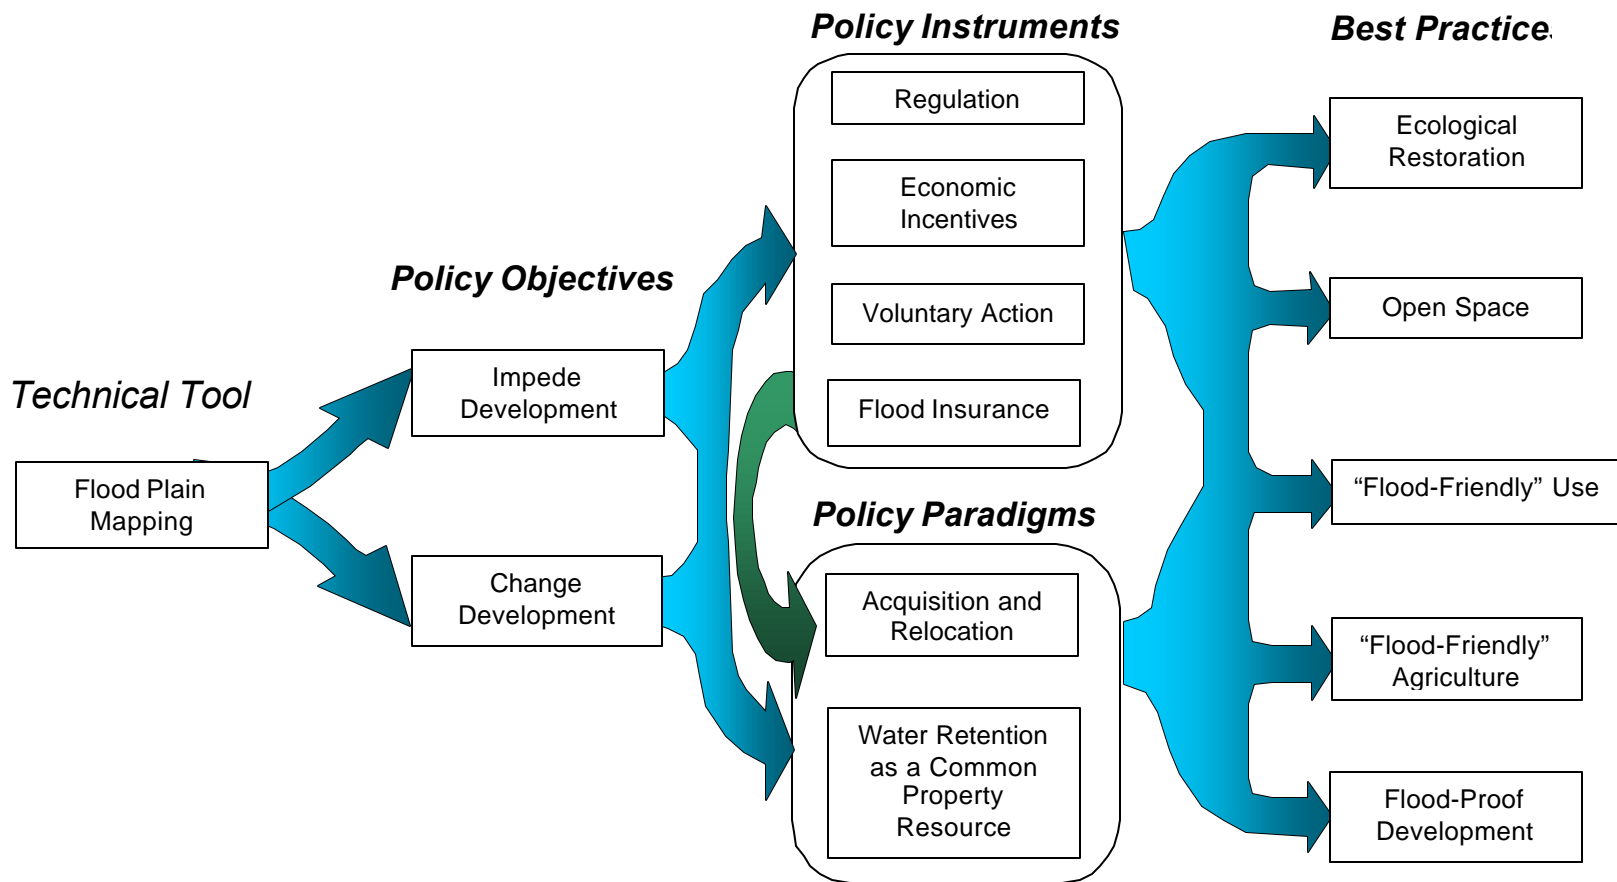 Technical Tool
Flood Plain
Mapping
Policy Objectives
Impede
Development
Change
Development
Policy Instruments
Regulation
Economic
Incentives
Voluntary Action
Flood Insurance
Policy Paradigms
Acquisition and
Relocation
Water Retention
as a Common
Property
Resource
Best Practice
Ecological
Restoration
Open Space
“Flood-Friendly” Use
“Flood-Friendly”
Agriculture
Flood-Proof
Development